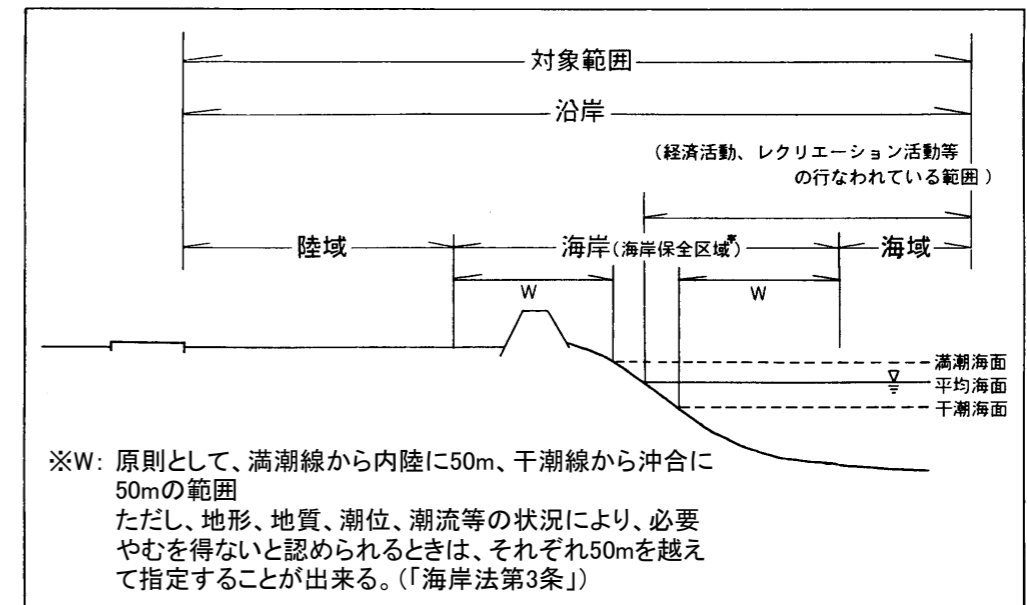 対象範囲
沿岸
(経済活動、レクリエーション活動等
の行なわれている範囲)
陸域
海岸(海岸保全区域*)
海域
W
W
満潮海面
平均海面
干潮海面
※W: 原則として、満潮線から内陸に50m、干潮線から沖合に
50mの範囲
ただし、地形、地質、潮位、潮流等の状況により、必要
やむを得ないと認められるときは、それぞれ50mを越え
て指定することが出来る。(「海岸法第3条」)